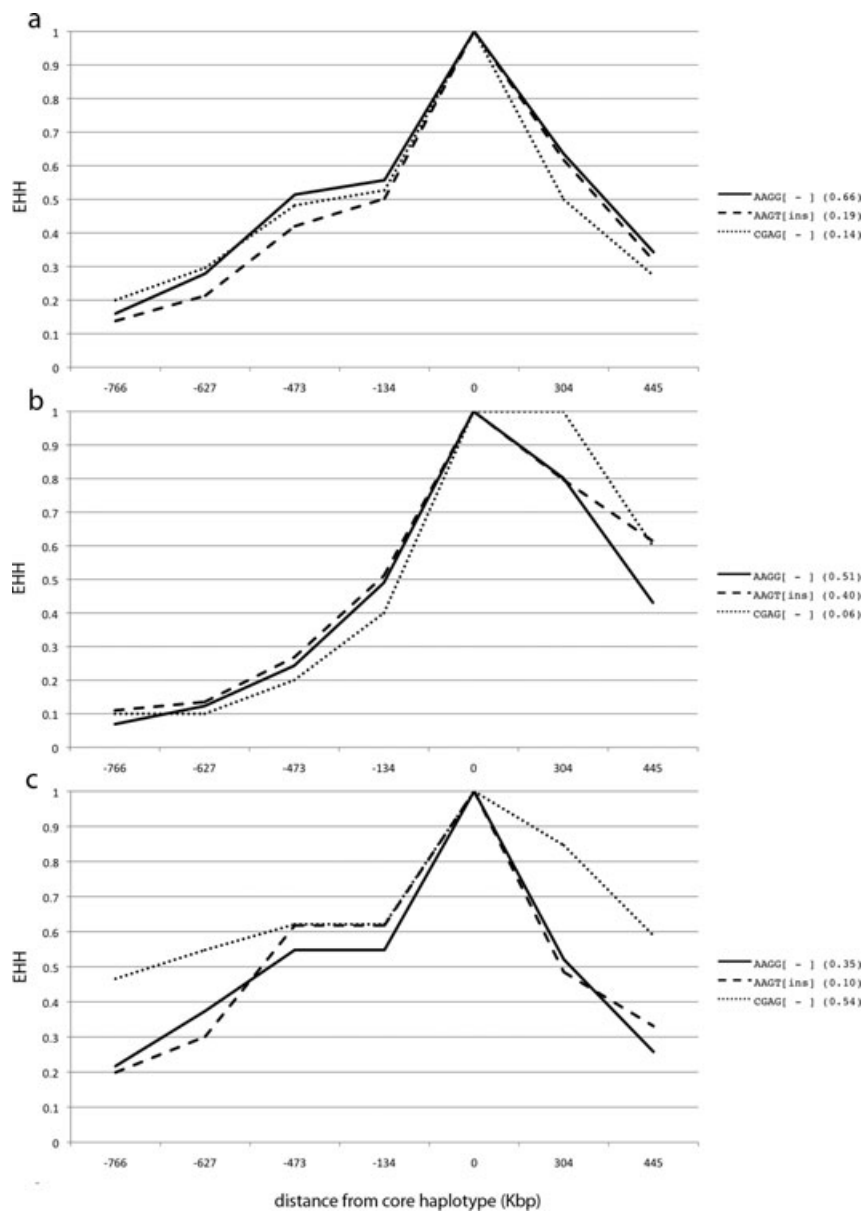 a
1
0.9
0.8
0.7
0.6
0.5
0.4
0.3
0.2
0.1
0
EHH
-766 -627 -473 -134 0 304 445
AAGG[ - ] (0.66)
AAGT[ins] (0.19)
CGAG[ - ] (0.14)
b
1
0.9
0.8
0.7
0.6
0.5
0.4
0.3
0.2
0.1
0
EHH
-766 -627 -473 -134 0 304 445
AAGG[ - ] (0.51)
AAGT[ins] (0.40)
CGAG[ - ] (0.06)
c
1
0.9
0.8
0.7
0.6
0.5
0.4
0.3
0.2
0.1
0
EHH
-766 -627 -473 -134 0 304 445
AAGG[ - ] (0.35)
AAGT[ins] (0.10)
CGAG[ - ] (0.54)
distance from core haplotype (Kbp)